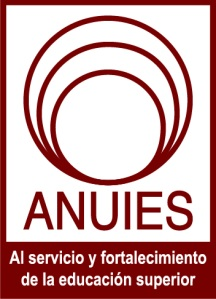 ANUIES
Al servicio y fortalecimiento
de la educación superior